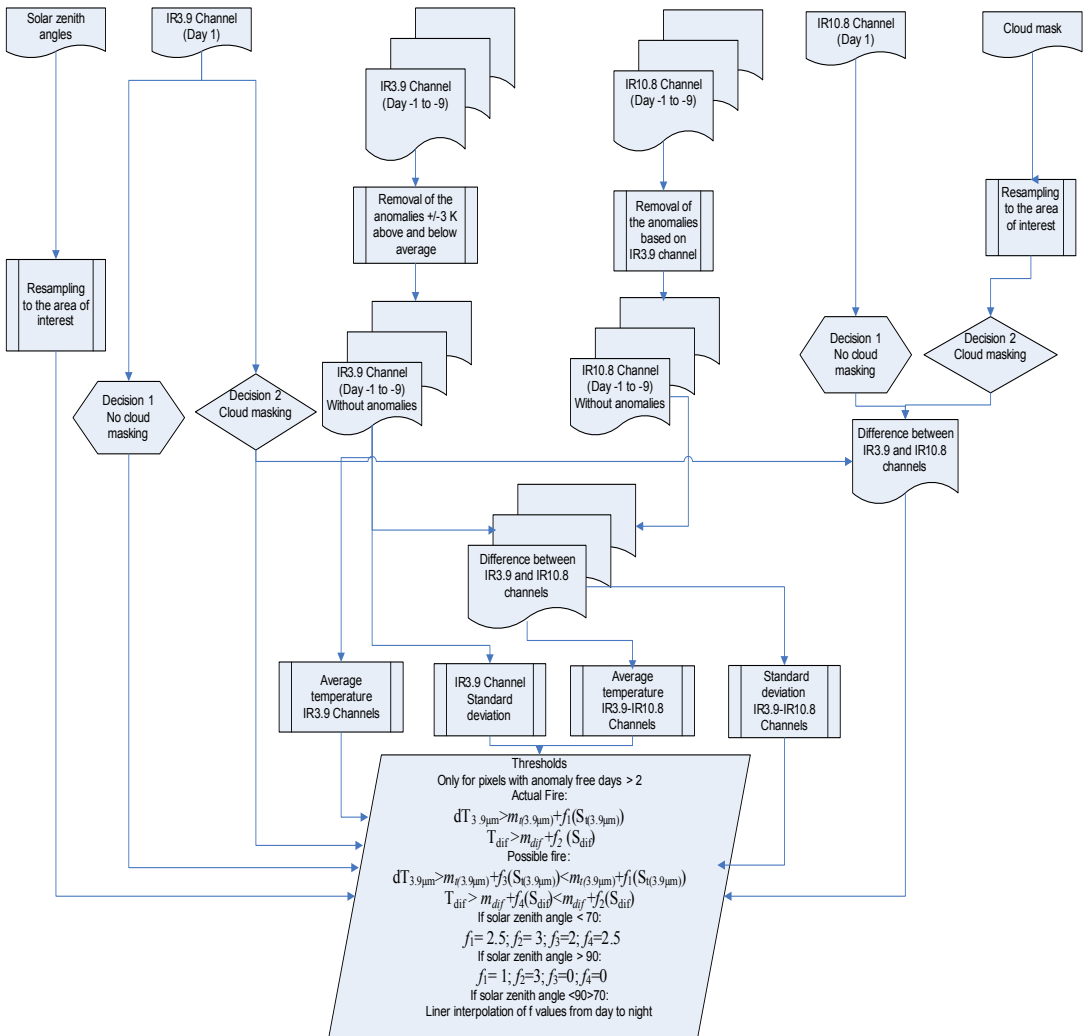 Solar zenith
angles
IR3.9 Channel
(Day 1)
IR3.9 Channel
(Day -1 to -9)
IR10.8 Channel
(Day -1 to -9)
IR10.8 Channel
(Day 1)
Cloud mask
Removal of the
anomalies +/-3 K
above and below
average
Removal of
the anomalies
based on
IR3.9 channel
Resampling
to the area
of interest
Resampling
to the area of
interest
Decision 1
No cloud
masking
Decision 2
Cloud masking
IR3.9 Channel
(Day -1 to -9)
Without anomalies
IR10.8 Channel
(Day -1 to -9)
Without anomalies
Decision 1
No cloud
masking
Decision 2
Cloud masking
Difference between
IR3.9 and IR10.8
channels
Difference between
IR3.9 and IR10.8
channels
Average
temperature
IR3.9 Channels
IR3.9 Channel
Standard
deviation
Average
temperature
IR3.9-IR10.8
Channels
Standard
deviation
IR3.9-IR10.8
Channels
Thresholds
Only for pixels with anomaly free days > 2
Actual Fire:
dT3.9μm>mt(3.9μm)+f1(St(3.9μm))
Tdif >mdif +f2 (Sdif)
Possible fire:
dT3.9μm>mt(3.9μm)+f3(St(3.9μm))<mt(3.9μm)+f1(St(3.9μm))
Tdif > mdif +f4(Sdif)<mdif +f2(Sdif)
If solar zenith angle < 70:
f1= 2.5; f2= 3; f3=2; f4=2.5
If solar zenith angle > 90:
f1= 1; f2=3; f3=0; f4=0
If solar zenith angle <90>70:
Liner interpolation of f values from day to night